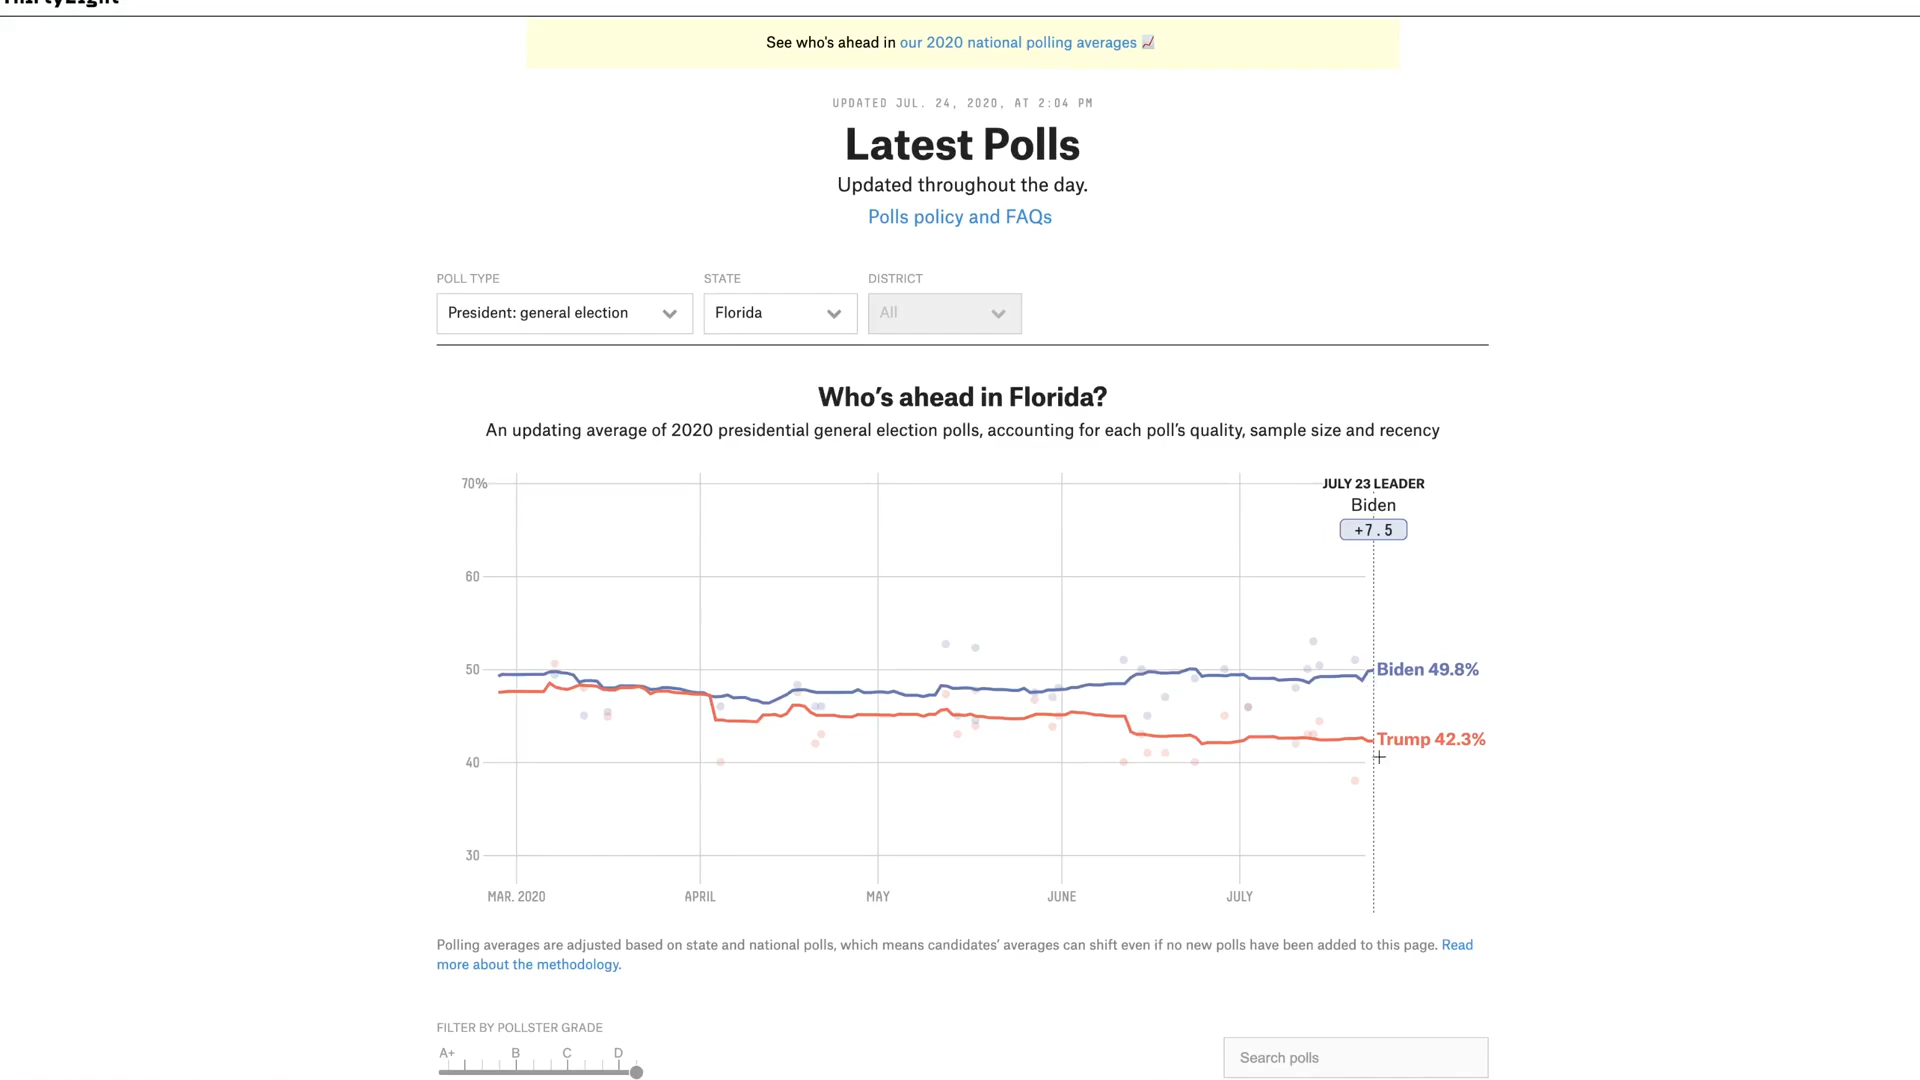 ThirtyEight
See who's ahead in our 2020 national polling averages
UPDATED JUL. 24, 2020, AT 2:04 PM
Latest Polls
Updated throughout the day.
Polls policy and FAQs
POLL TYPE STATE DISTRICT
President: general election Florida All
Who’s ahead in Florida?
An updating average of 2020 presidential general election polls, accounting for each poll’s quality, sample size and recency
70% JULY 23 LEADER
Biden
+7.5
60
50 Biden 49.8%
Trump 42.3%
40
30
MAR. 2020 APRIL MAY JUNE JULY
Polling averages are adjusted based on state and national polls, which means candidates’ averages can shift even if no new polls have been added to this page. Read
more about the methodology.
FILTER BY POLLSTER GRADE
A+ B C D
Search polls